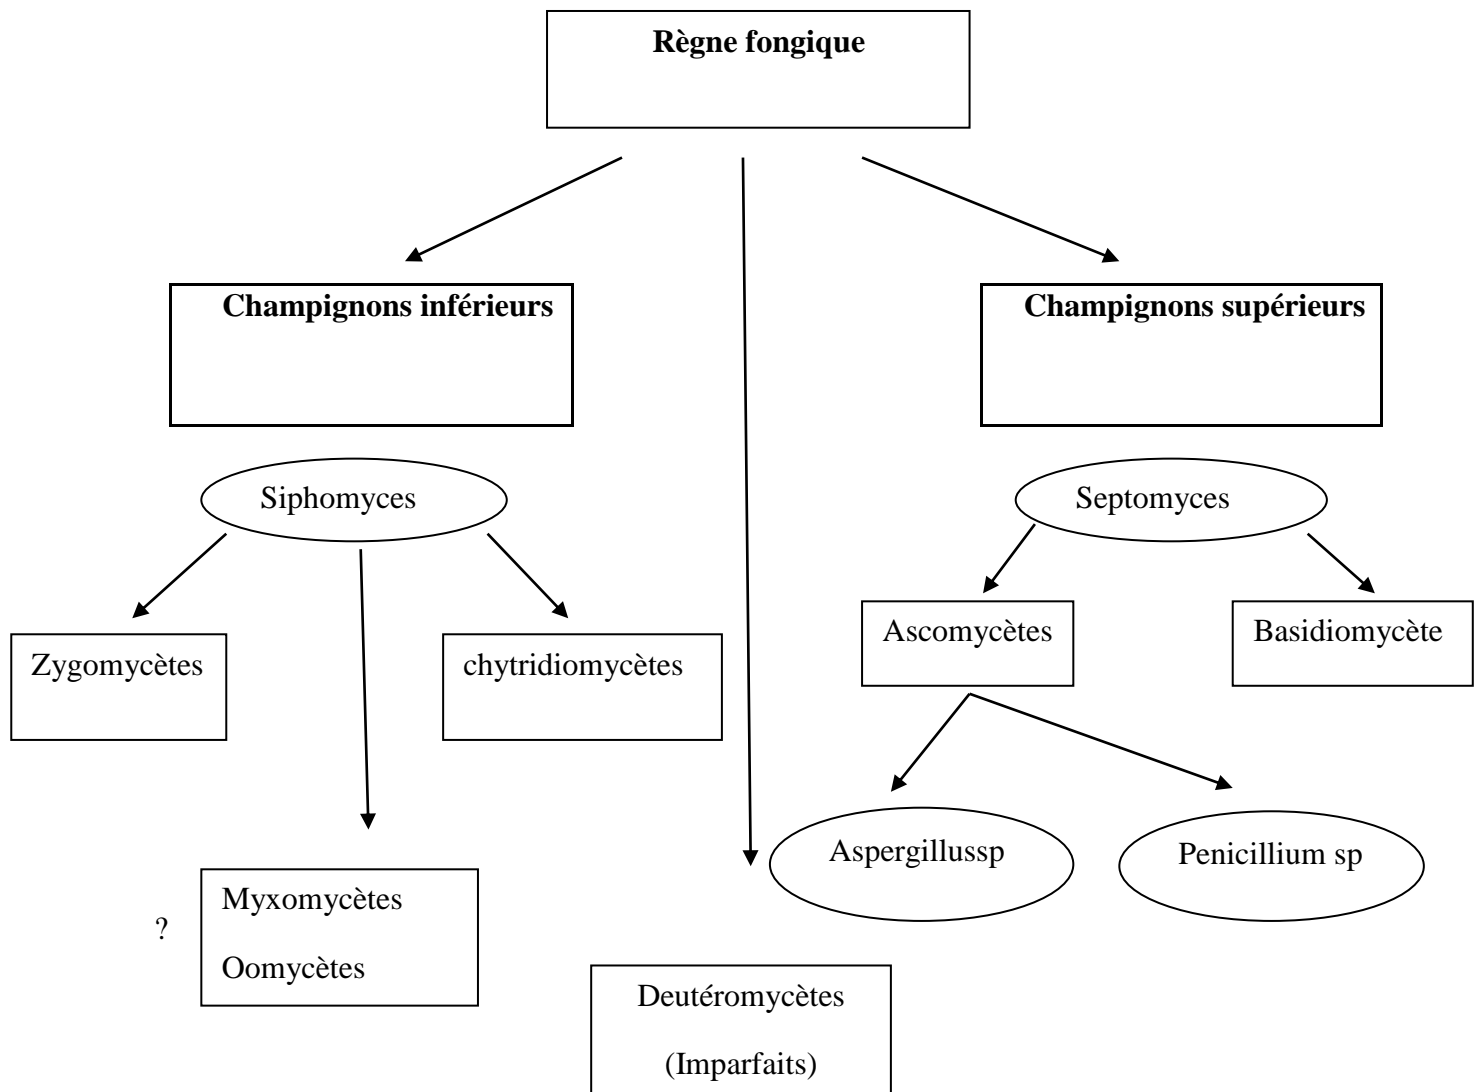 Règne fongique
Champignons inférieurs
Champignons supérieurs
Siphomyces
Septomyces
Zygomycètes
chytridiomycètes
Ascomycètes
Basidiomycète
Aspergillussp
Penicillium sp
?
Myxomycètes
Oomycètes
Deutéromycètes
(Imparfaits)